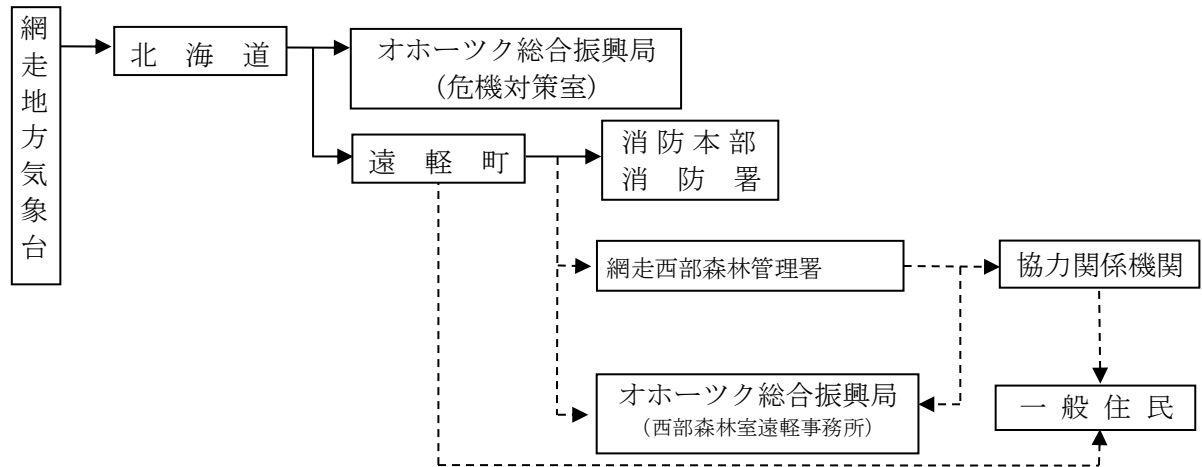 網走地方気象台
北海道
オホーツク総合振興局
（危機対策室）
遠軽町
消防本部
消防署
網走西部森林管理署
協力関係機関
オホーツク総合振興局
（西部森林室遠軽事務所）
一般住民